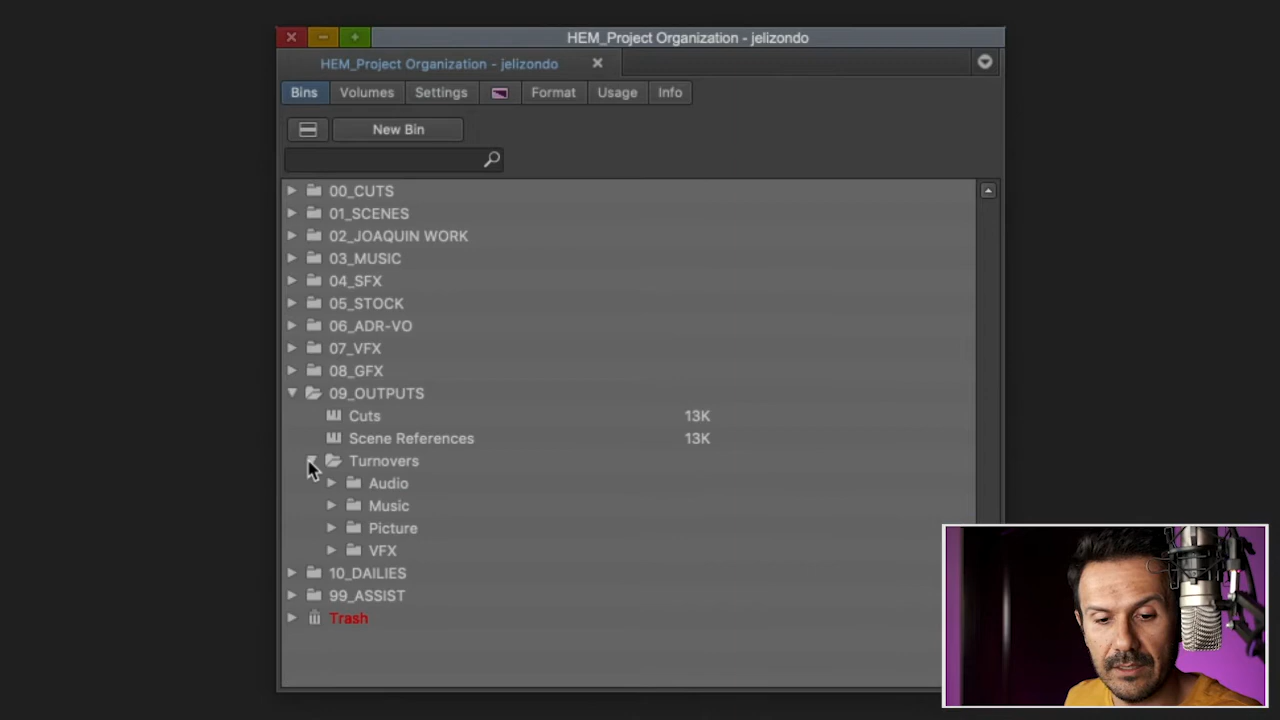 HEM_Project Organization - jelizondo
HEM_Project Organization - jelizondo
Bins Volumes Settings Format Usage Info
New Bin
00_CUTS
01_SCENES
02_JOAQUIN WORK
03_MUSIC
04_SFX
05_STOCK
06_ADR-VO
07_VFX
08_GFX
09_OUTPUTS
Cuts 13K
Scene References 13K
Turnovers
Audio
Music
Picture
VFX
10_DAILIES
99_ASSIST
Trash